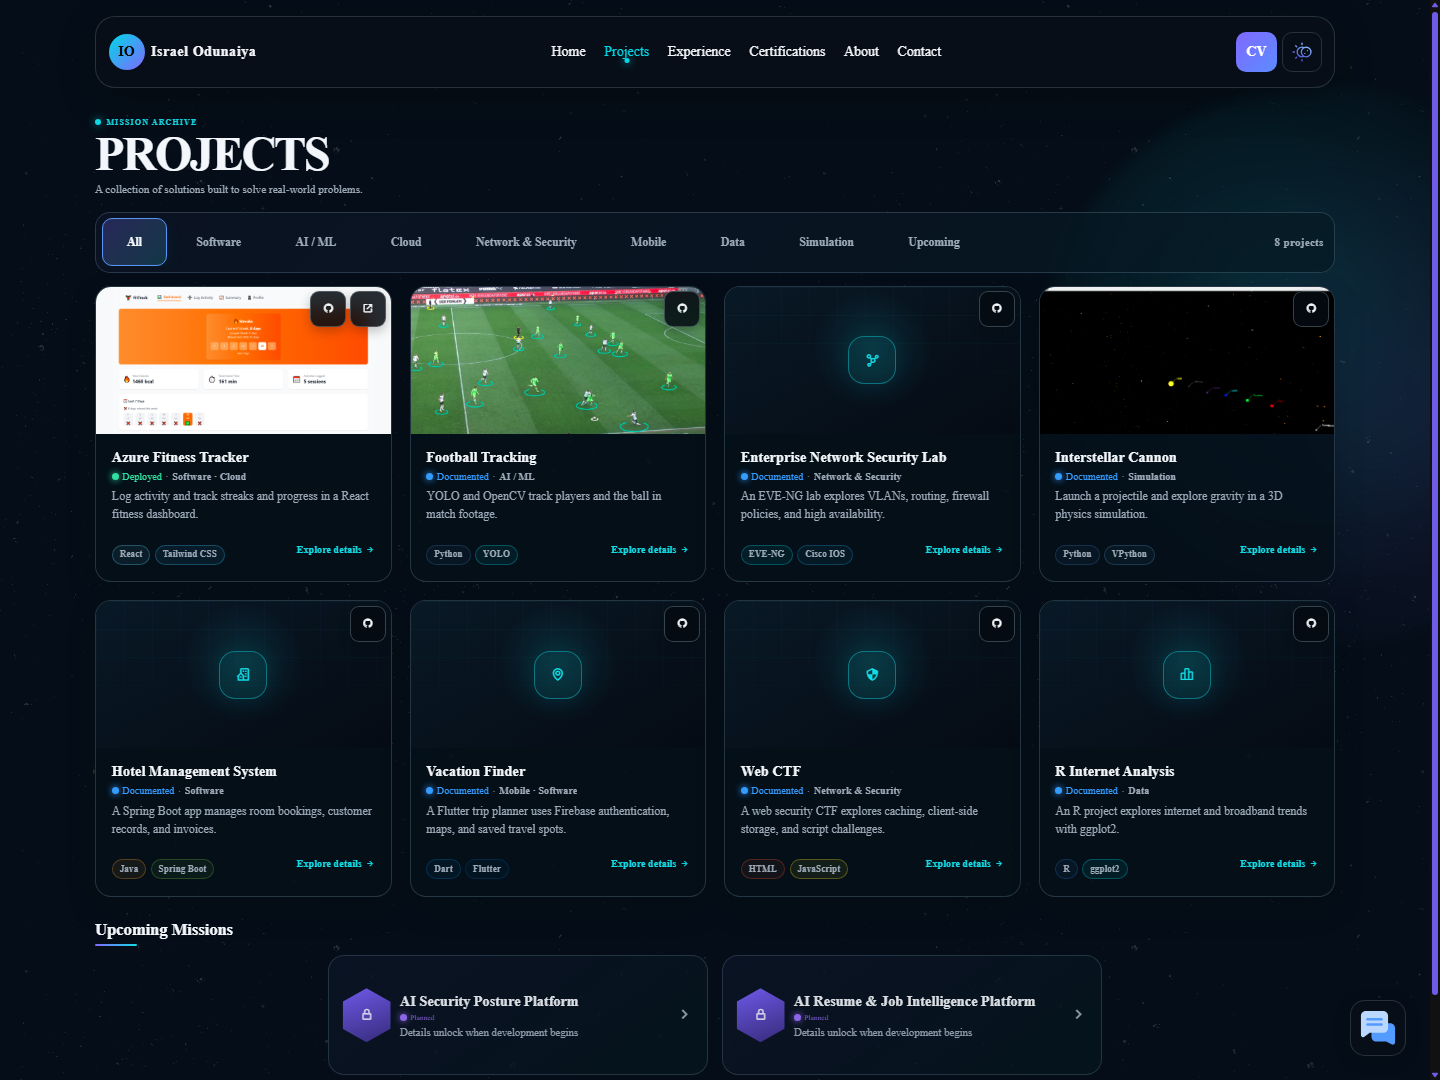 IO Israel Odunaiya
Home Projects Experience Certifications About Contact
CV
MISSION ARCHIVE
PROJECTS
A collection of solutions built to solve real-world problems.
All Software AI / ML Cloud Network & Security Mobile Data Simulation Upcoming 8 projects
Azure Fitness Tracker
Deployed · Software · Cloud
Log activity and track streaks and progress in a React
fitness dashboard.
React Tailwind CSS Explore details →
Football Tracking
Documented · AI / ML
YOLO and OpenCV track players and the ball in
match footage.
Python YOLO Explore details →
Enterprise Network Security Lab
Documented · Network & Security
An EVE-NG lab explores VLANs, routing, firewall
policies, and high availability.
EVE-NG Cisco IOS Explore details →
Interstellar Cannon
Documented · Simulation
Launch a projectile and explore gravity in a 3D
physics simulation.
Python VPython Explore details →
Hotel Management System
Documented · Software
A Spring Boot app manages room bookings, customer
records, and invoices.
Java Spring Boot Explore details →
Vacation Finder
Documented · Mobile · Software
A Flutter trip planner uses Firebase authentication,
maps, and saved travel spots.
Dart Flutter Explore details →
Web CTF
Documented · Network & Security
A web security CTF explores caching, client-side
storage, and script challenges.
HTML JavaScript Explore details →
R Internet Analysis
Documented · Data
An R project explores internet and broadband trends
with ggplot2.
R ggplot2 Explore details →
Upcoming Missions
AI Security Posture Platform
Planned
Details unlock when development begins
AI Resume & Job Intelligence Platform
Planned
Details unlock when development begins